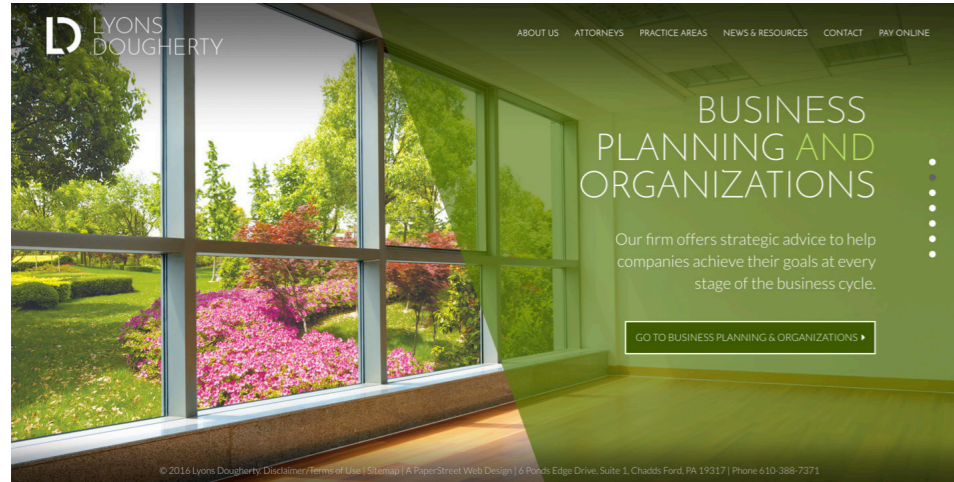 LYONS
DOUGHERTY
ABOUT US ATTORNEYS PRACTICE AREAS NEWS & RESOURCES CONTACT PAY ONLINE
BUSINESS
PLANNING AND
ORGANIZATIONS
Our firm offers strategic advice to help
companies achieve their goals at every
stage of the business cycle.
GO TO BUSINESS PLANNING & ORGANIZATIONS
© 2016 Lyons Dougherty. Disclaimer/Terms of Use | Sitemap | A PaperStreet Web Design | 6 Ponds Edge Drive, Suite 1, Chadds Ford, PA 19317 | Phone 610-388-7371